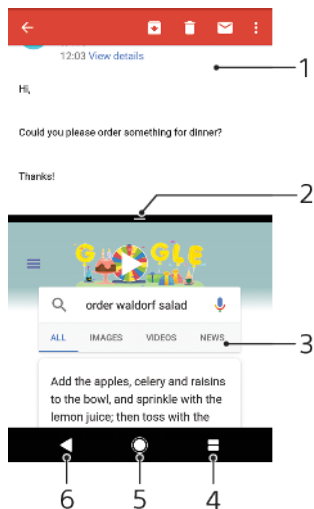 12:03 View details
1
Hi,
Could you please order something for dinner?
Thanks!
2
GOOGLE
order waldorf salad
ALL IMAGES VIDEOS NEWS
3
Add the apples, celery and raisins
to the bowl, and sprinkle with the
lemon juice; then toss with the
6 5 4